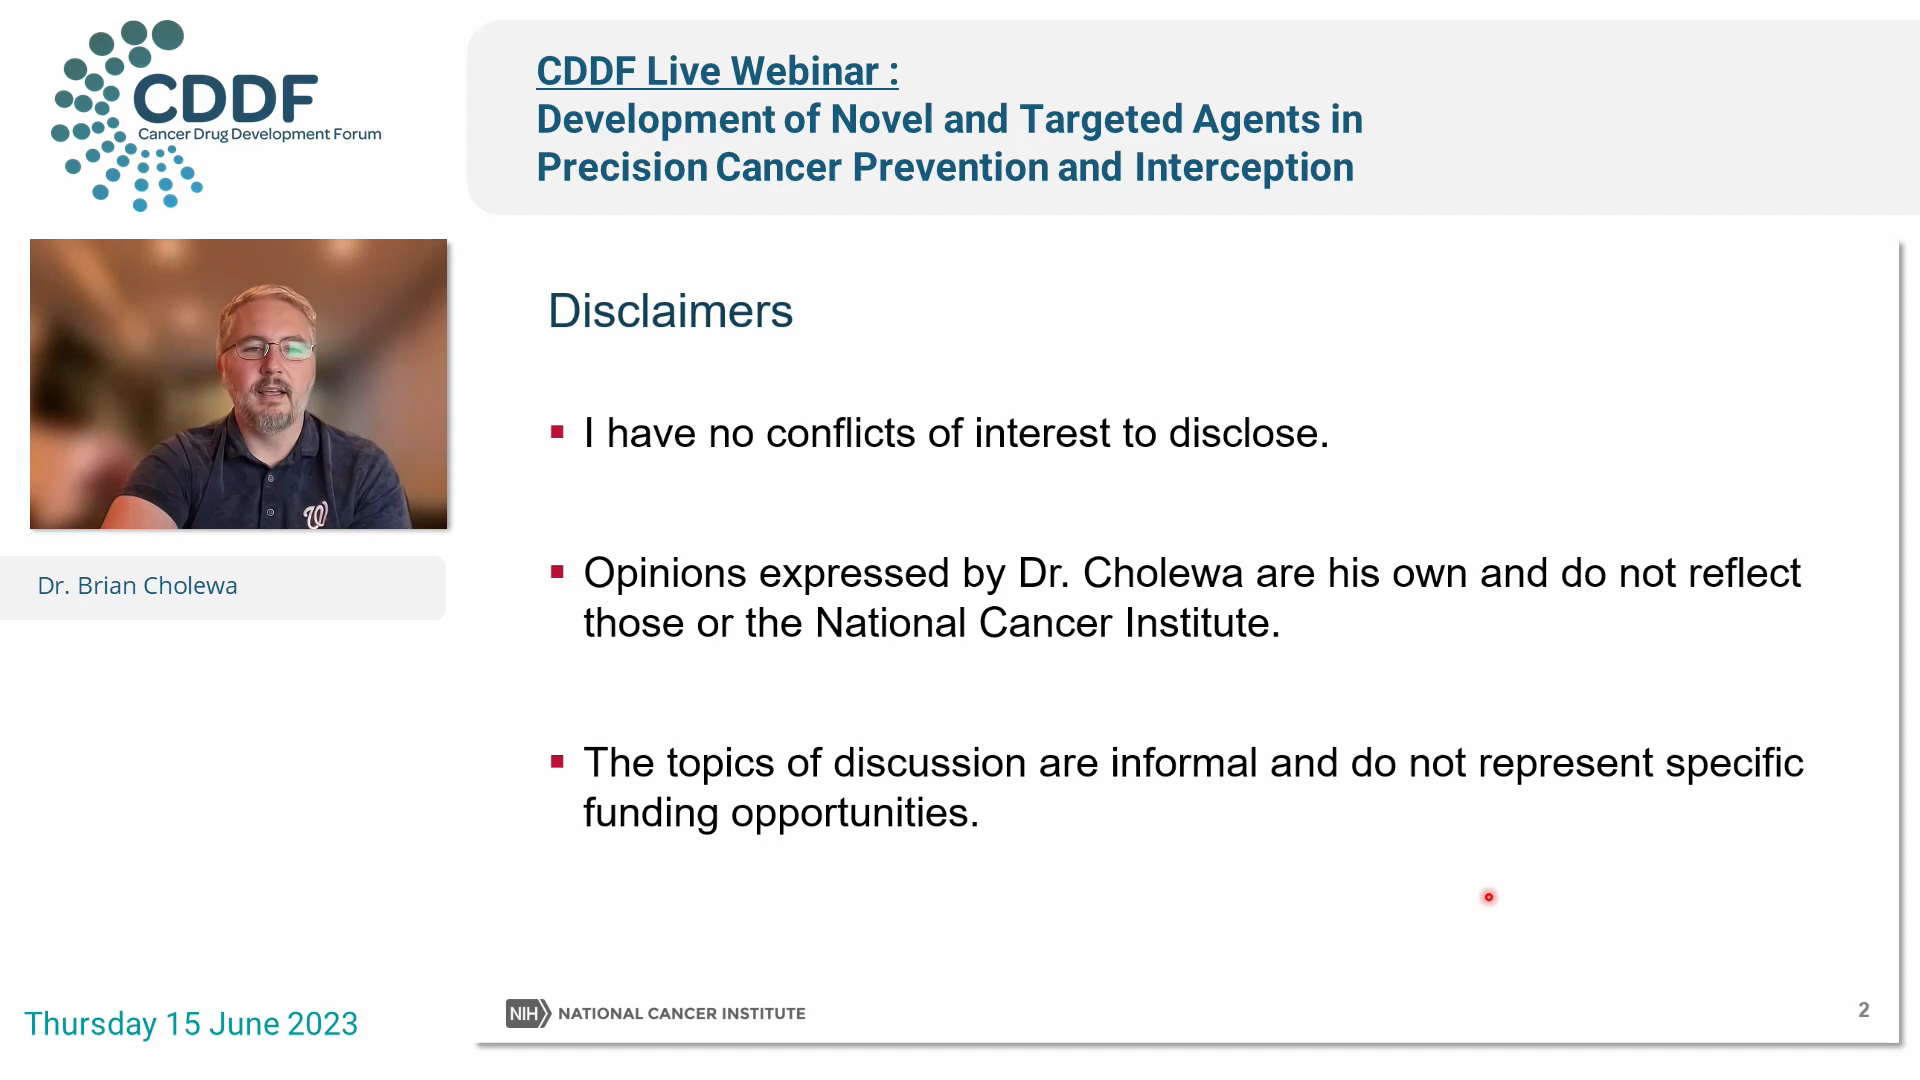 CDDF
Cancer Drug Development Forum
CDDF Live Webinar :
Development of Novel and Targeted Agents in
Precision Cancer Prevention and Interception
W
Dr. Brian Cholewa
Disclaimers
I have no conflicts of interest to disclose.
Opinions expressed by Dr. Cholewa are his own and do not reflect
those or the National Cancer Institute.
The topics of discussion are informal and do not represent specific
funding opportunities.
Thursday 15 June 2023
NIH NATIONAL CANCER INSTITUTE
2